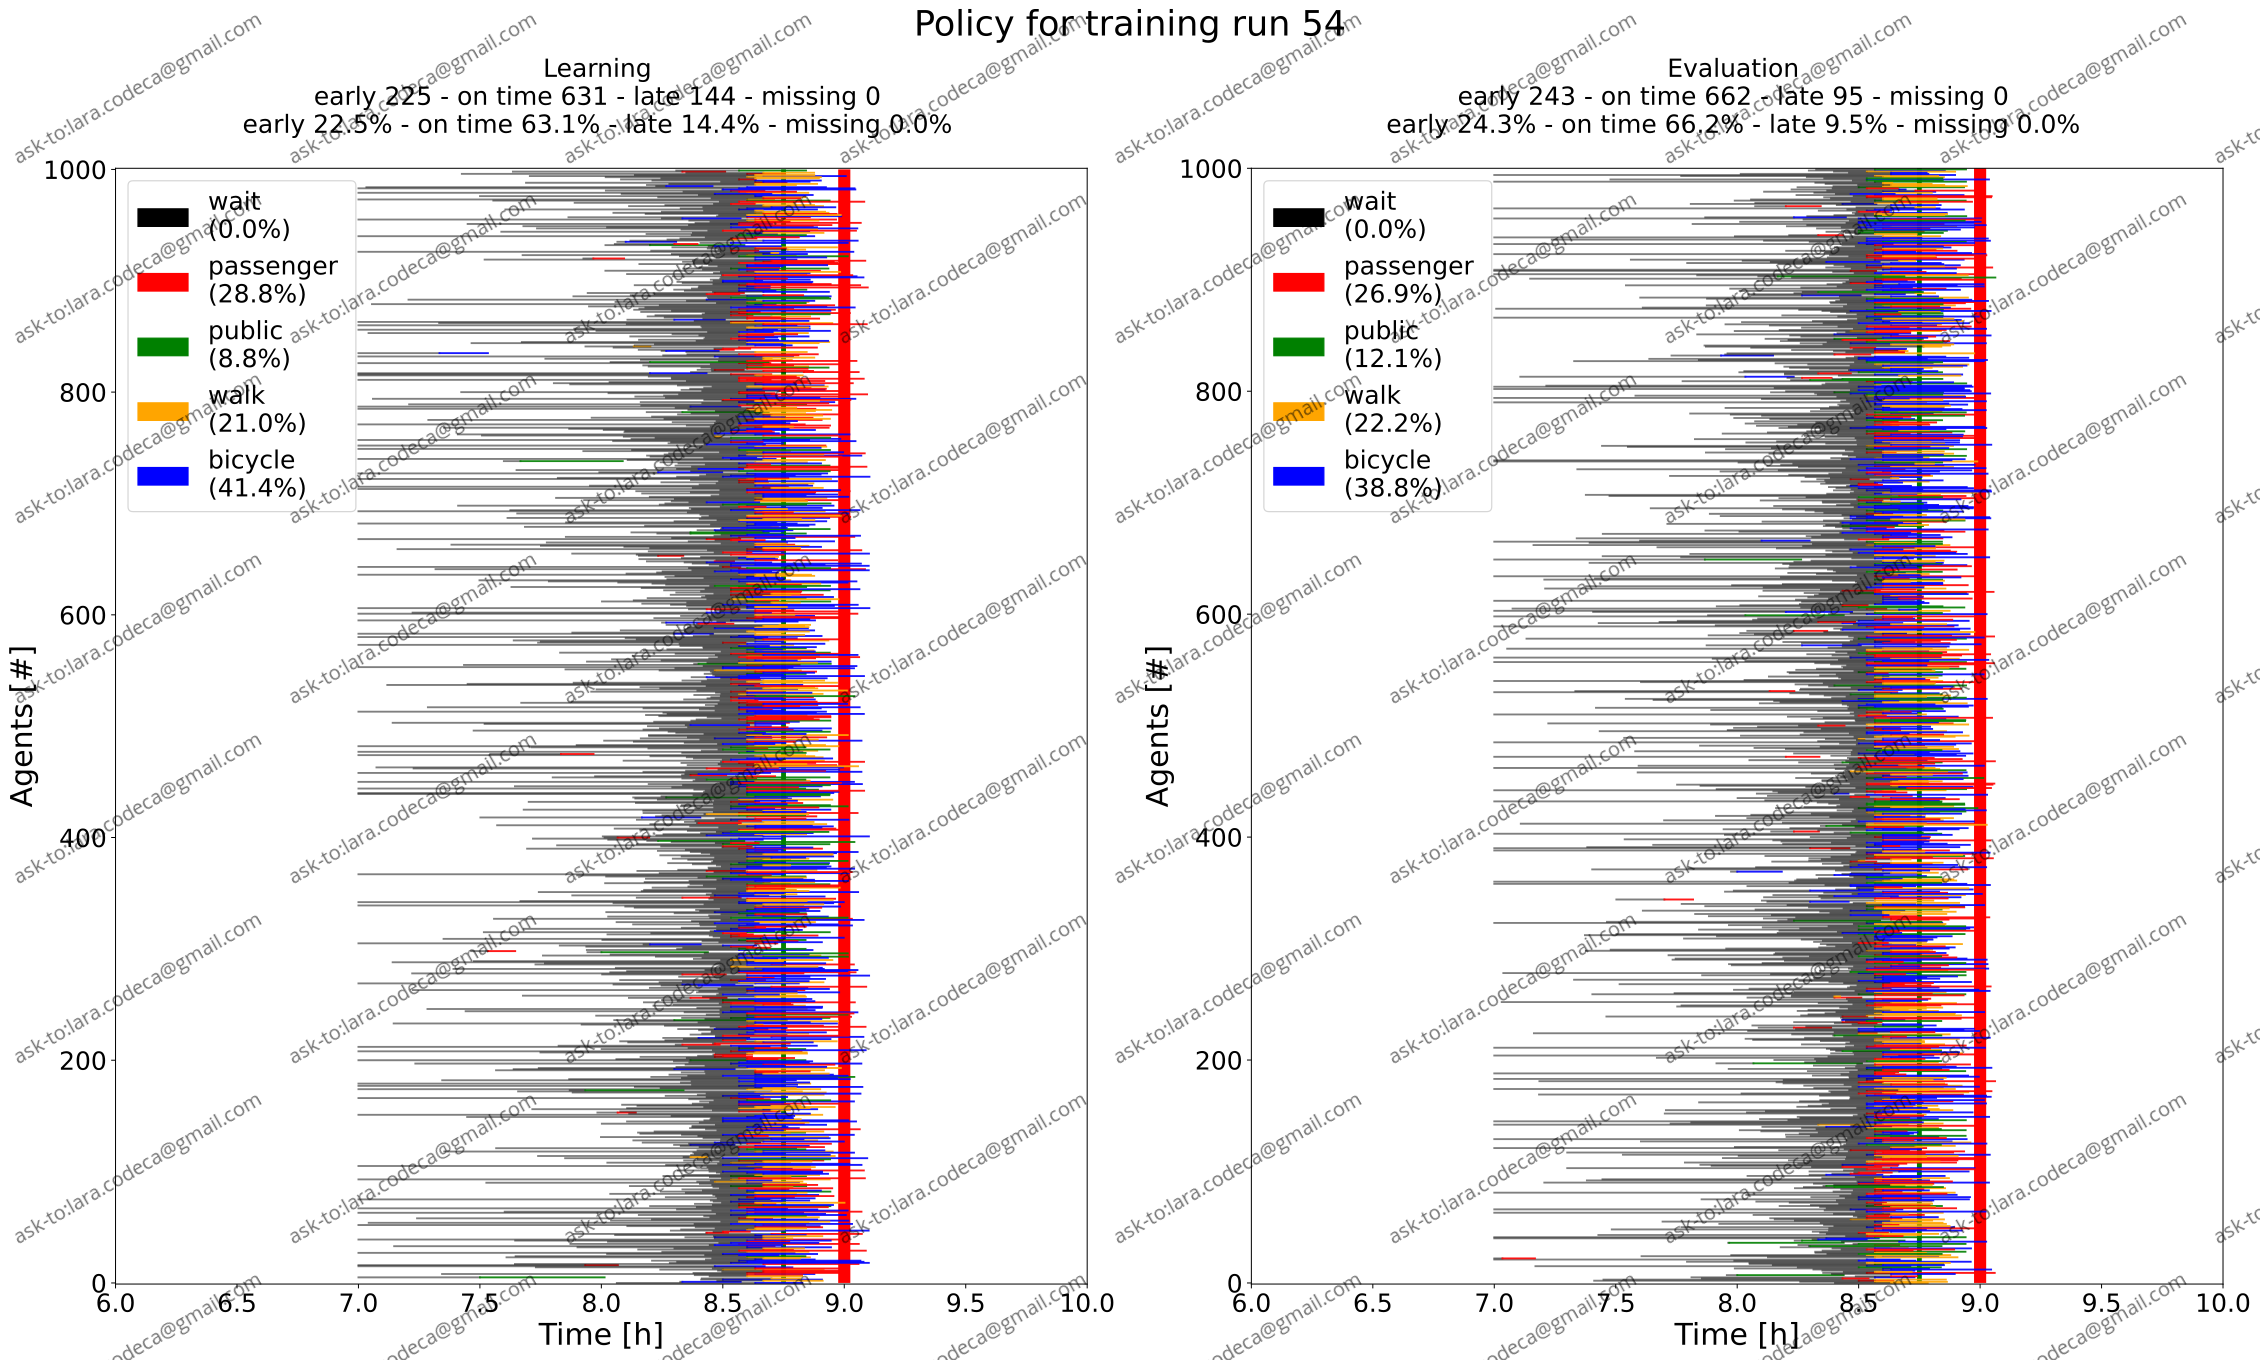 Policy for training run 54
Learning
early 225 - on time 631 - late 144 - missing 0
early 22.5% - on time 63.1% - late 14.4% - missing 0.0%
1000
800
600
400
200
0
Agents [#]
wait
(0.0%)
passenger
(28.8%)
public
(8.8%)
walk
(21.0%)
bicycle
(41.4%)
6.0 6.5 7.0 7.5 8.0 8.5 9.0 9.5 10.0
Time [h]
Evaluation
early 243 - on time 662 - late 95 - missing 0
early 24.3% - on time 66.2% - late 9.5% - missing 0.0%
1000
800
600
400
200
0
Agents [#]
wait
(0.0%)
passenger
(26.9%)
public
(12.1%)
walk
(22.2%)
bicycle
(38.8%)
6.0 6.5 7.0 7.5 8.0 8.5 9.0 9.5 10.0
Time [h]
ask-to:lara.codeca@gmail.com